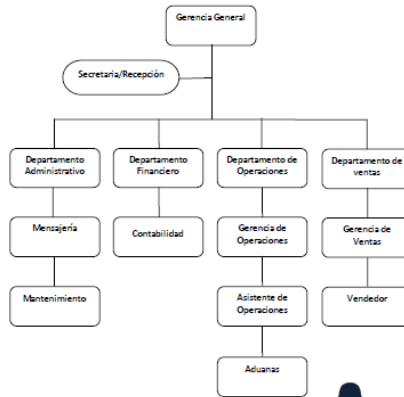 Gerencia General
Secretaria/Recepción
Departamento
Administrativo
Departamento
Financiero
Departamento de
Operaciones
Departamento de
ventas
Mensajería
Contabilidad
Gerencia de
Operaciones
Gerencia de
Ventas
Mantenimiento
Asistente de
Operaciones
Vendedor
Aduanas